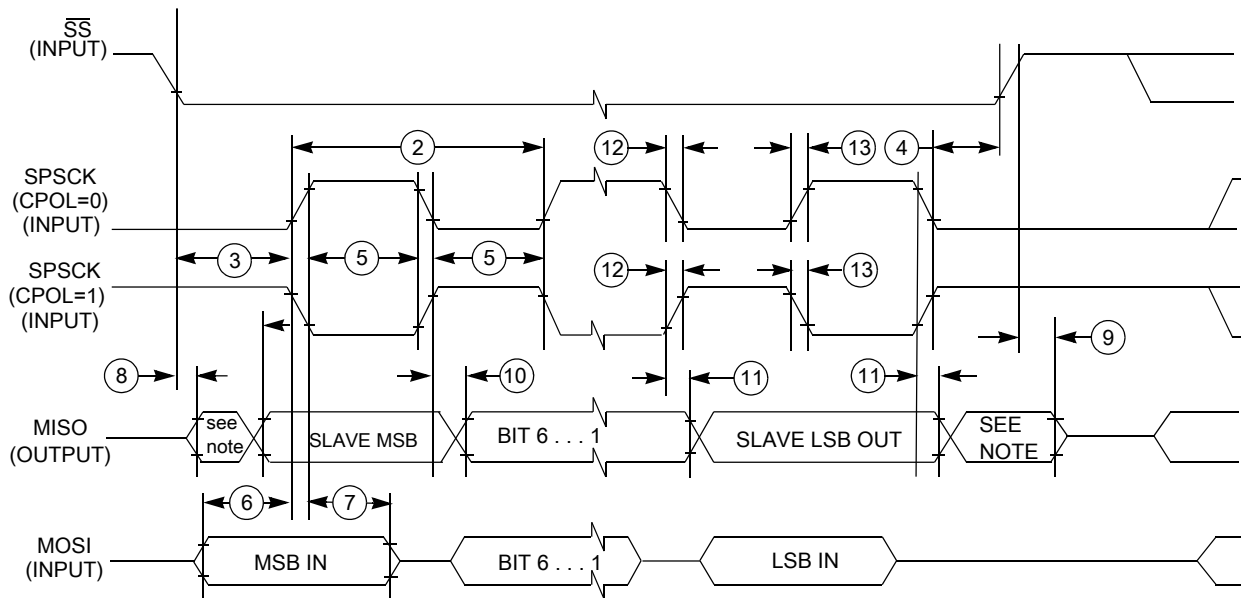 SS
(INPUT)
2
12
13
4
SPSCK
(CPOL=0)
(INPUT)
3
5
5
12
13
SPSCK
(CPOL=1)
(INPUT)
8
10
11
11
9
MISO
(OUTPUT)
see
note
SLAVE MSB
BIT 6 . . . 1
SLAVE LSB OUT
SEE
NOTE
6
7
MOSI
(INPUT)
MSB IN
BIT 6 . . . 1
LSB IN